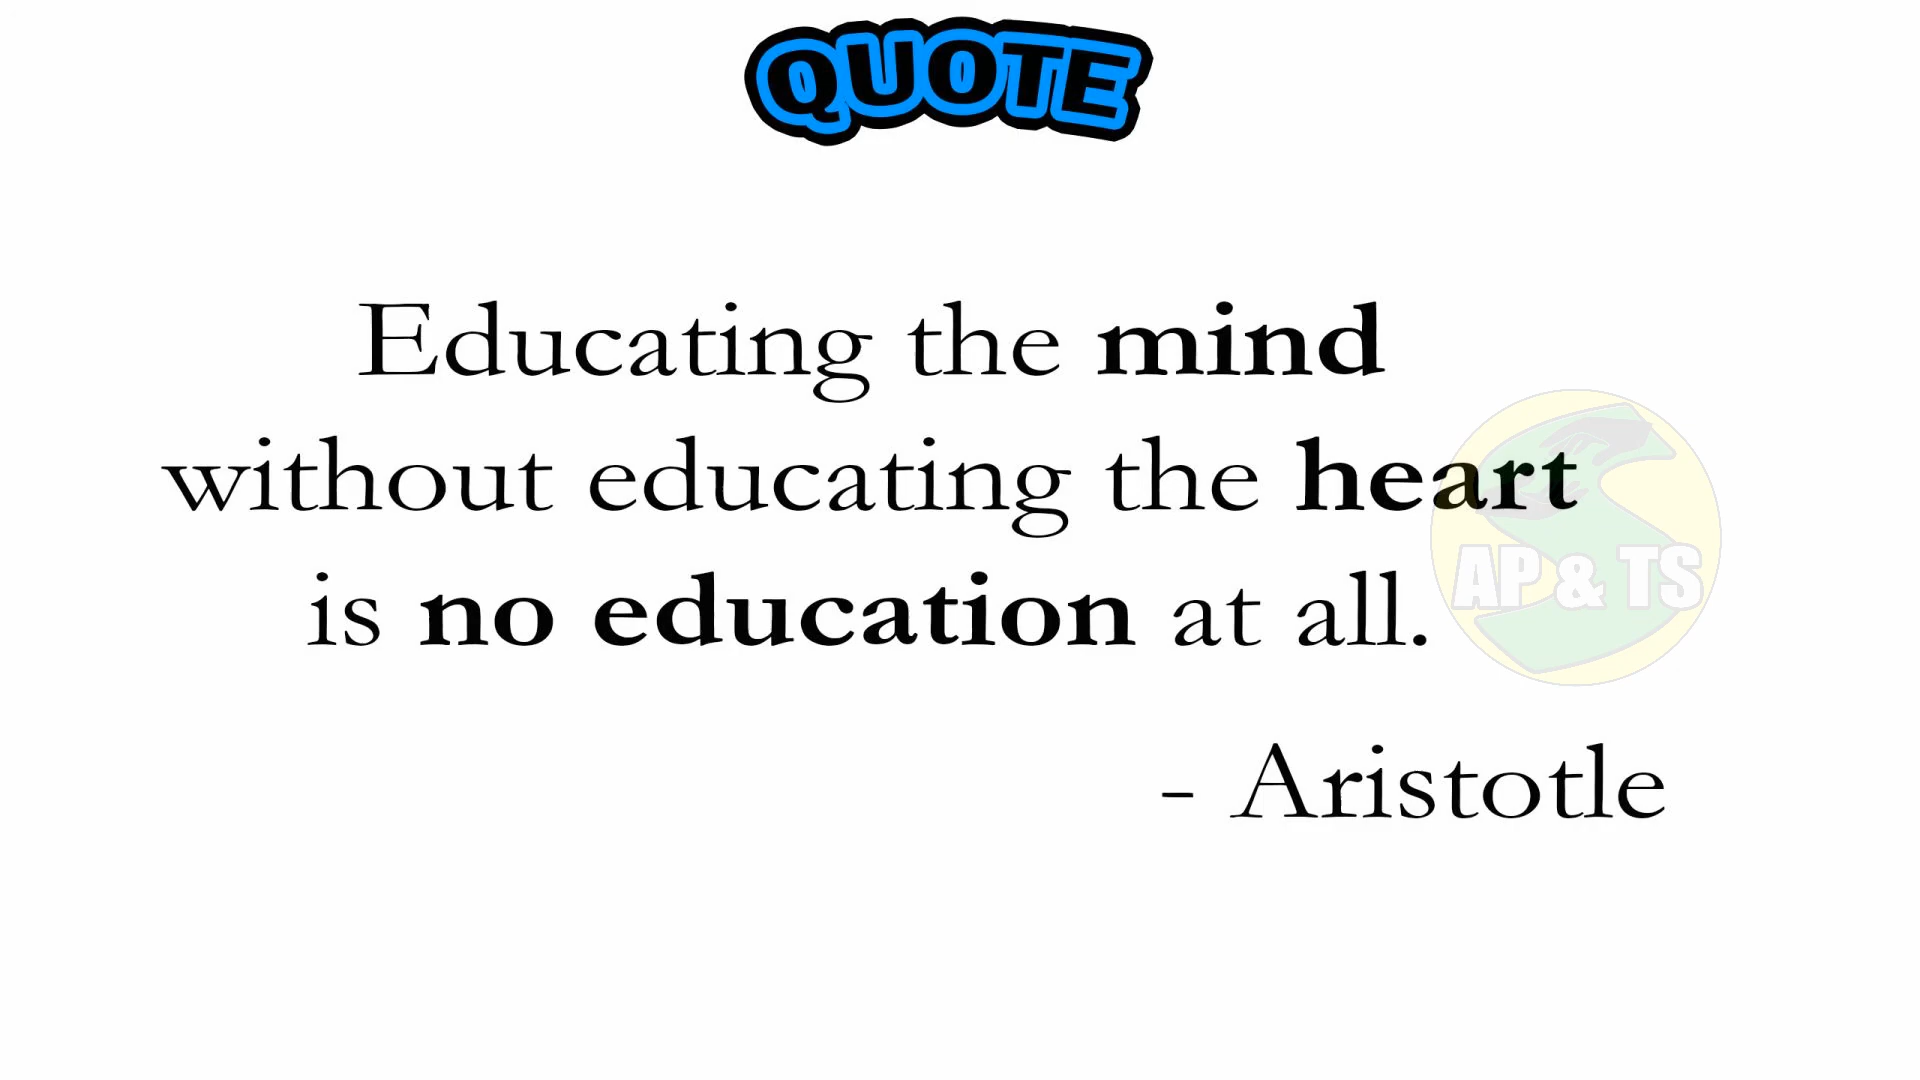 QUOTE
Educating the mind
without educating the heart
is no education at all.
AP & TS
- Aristotle